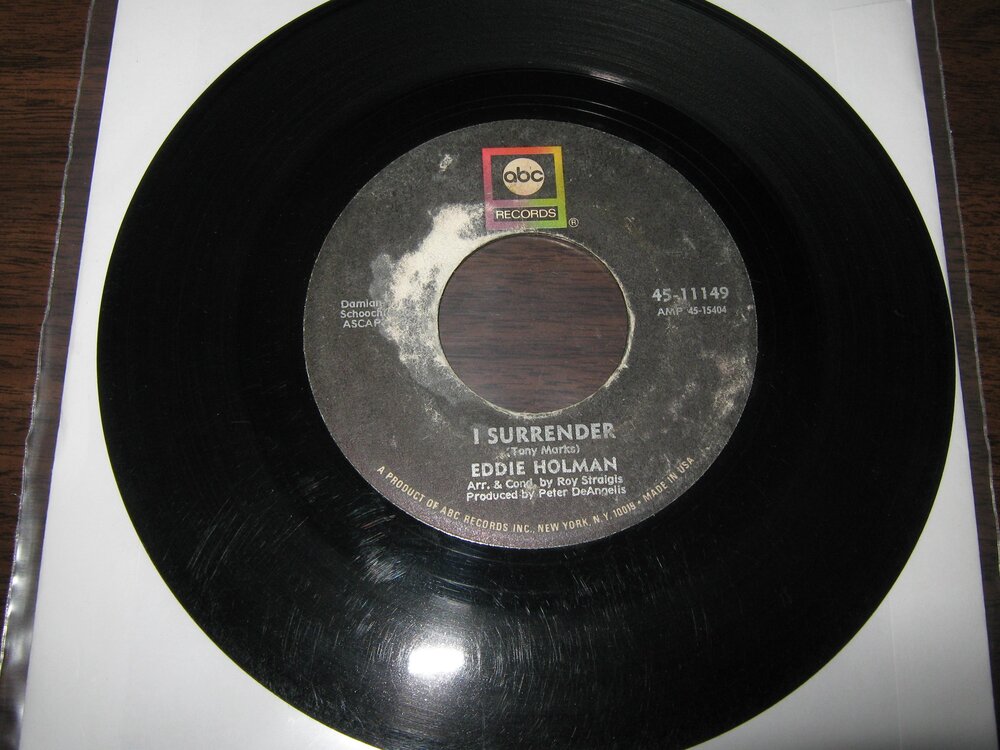 abc
RECORDS
®
Damian
ASCAP
45-11149
AMP 45-15404
I SURRENDER
(Tony Marks)
EDDIE HOLMAN
Arr. & Cond. by Roy Straigis
Produced by Peter DeAngelis
A PRODUCT OF ABC RECORDS INC., NEW YORK, N.Y. 10019 • MADE IN USA